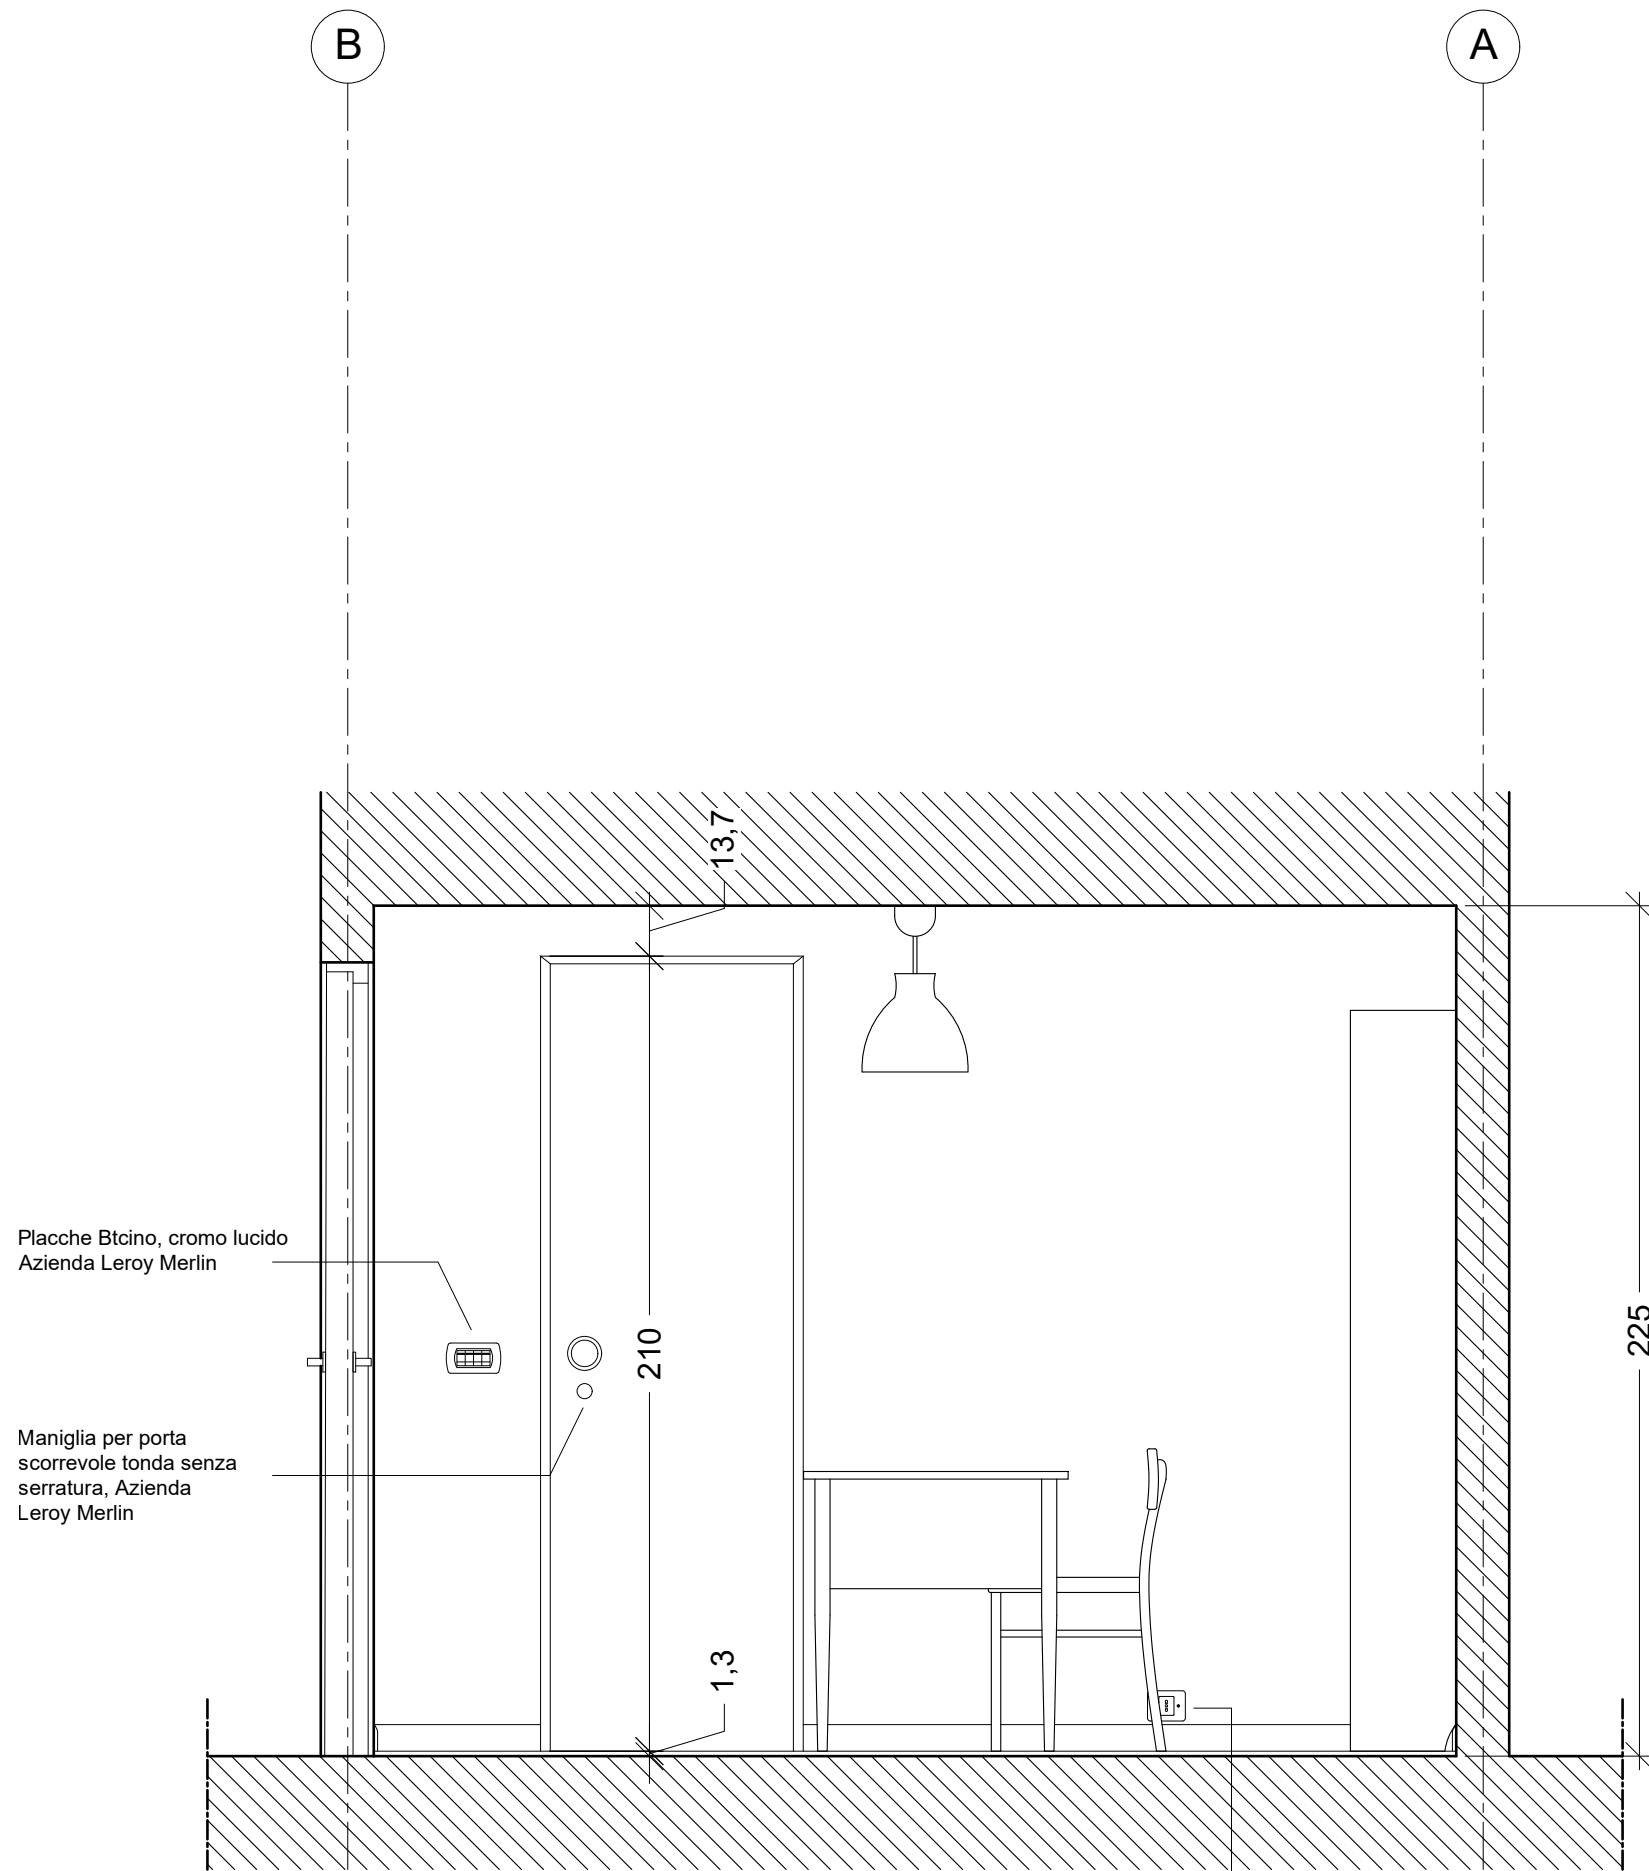 B
A
13,7
225
Placche Btcino, cromo lucido
Azienda Leroy Merlin
210
Maniglia per porta
scorrevole tonda senza
serratura, Azienda
Leroy Merlin
1,3